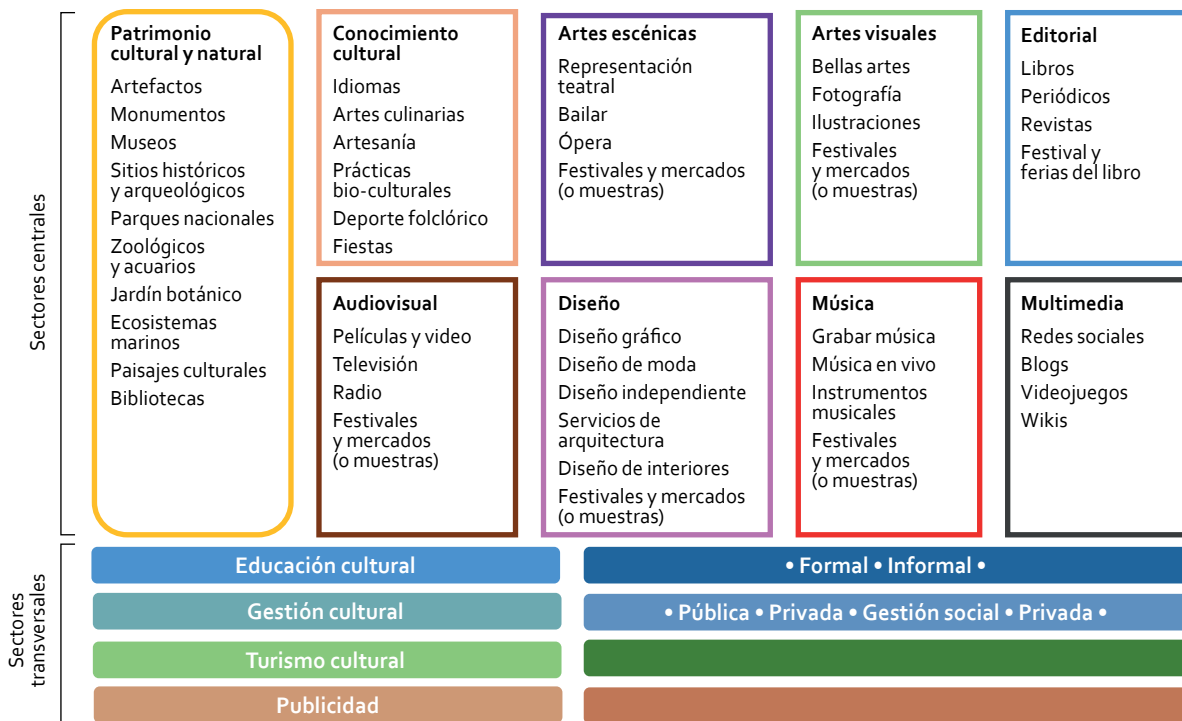 Sectores centrales
Patrimonio
cultural y natural
Artefactos
Monumentos
Museos
Sitios históricos
y arqueológicos
Parques nacionales
Zoológicos
y acuarios
Jardín botánico
Ecosistemas
marinos
Paisajes culturales
Bibliotecas
Conocimiento
cultural
Idiomas
Artes culinarias
Artesanía
Prácticas
bio-culturales
Deporte folclórico
Fiestas
Artes escénicas
Representación
teatral
Bailar
Ópera
Festivales y mercados
(o muestras)
Artes visuales
Bellas artes
Fotografía
Ilustraciones
Festivales
y mercados
(o muestras)
Editorial
Libros
Periódicos
Revistas
Festival y
ferias del libro
Audiovisual
Películas y video
Televisión
Radio
Festivales
y mercados
(o muestras)
Diseño
Diseño gráfico
Diseño de moda
Diseño independiente
Servicios de
arquitectura
Diseño de interiores
Festivales y mercados
(o muestras)
Música
Grabar música
Música en vivo
Instrumentos
musicales
Festivales
y mercados
(o muestras)
Multimedia
Redes sociales
Blogs
Videojuegos
Wikis
Sectores
transversales
Educación cultural
• Formal • Informal •
Gestión cultural
• Pública • Privada • Gestión social • Privada •
Turismo cultural
Publicidad